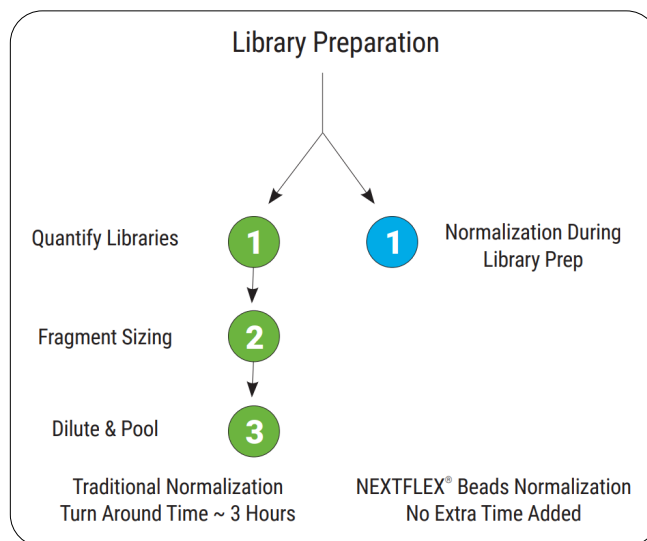 Library Preparation
Quantify Libraries
1
1
Normalization During
Library Prep
Fragment Sizing
2
Dilute & Pool
3
Traditional Normalization
Turn Around Time ~ 3 Hours
NEXTFLEX® Beads Normalization
No Extra Time Added